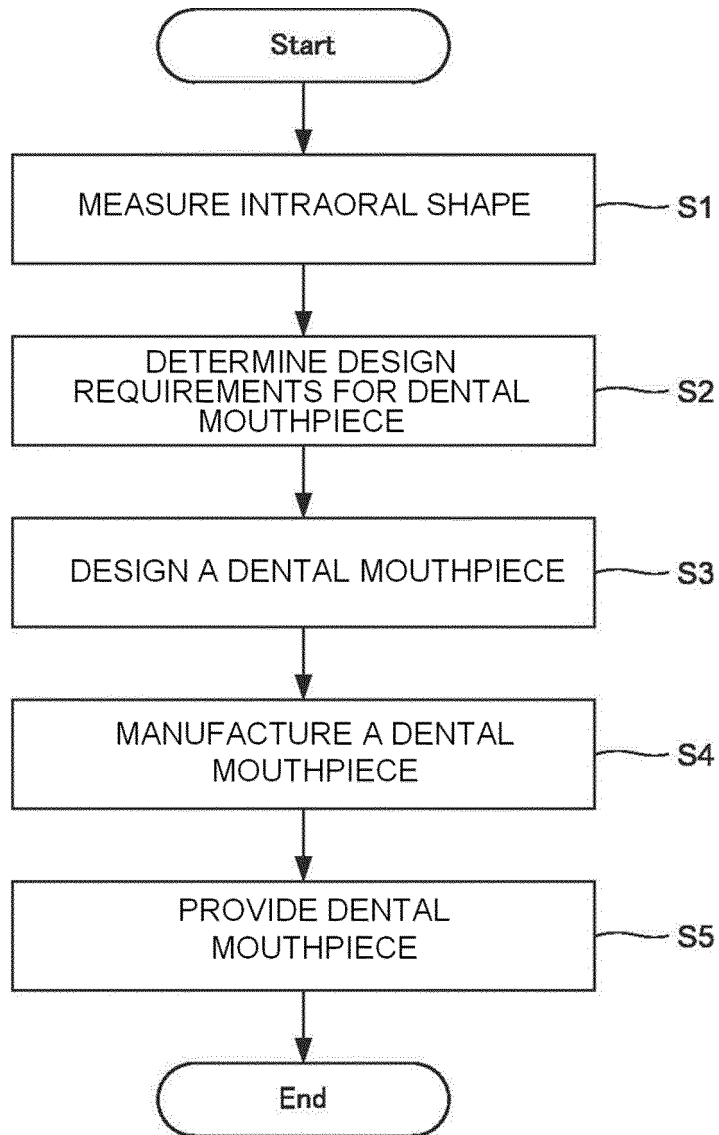 Start
MEASURE INTRAORAL SHAPE
S1
DETERMINE DESIGN
REQUIREMENTS FOR DENTAL
MOUTHPIECE
S2
DESIGN A DENTAL MOUTHPIECE
S3
MANUFACTURE A DENTAL
MOUTHPIECE
S4
PROVIDE DENTAL
MOUTHPIECE
S5
End